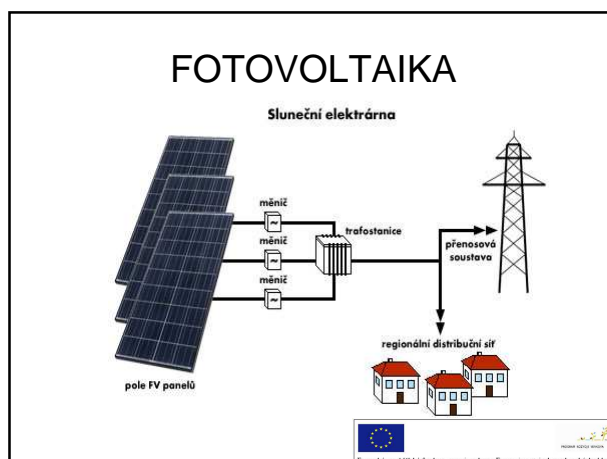 FOTOVOLTAIKA
Sluneční elektrárna
měnič
trafostanice
měnič
přenosová
soustava
měnič
regionální distribuční síť
pole FV panelů